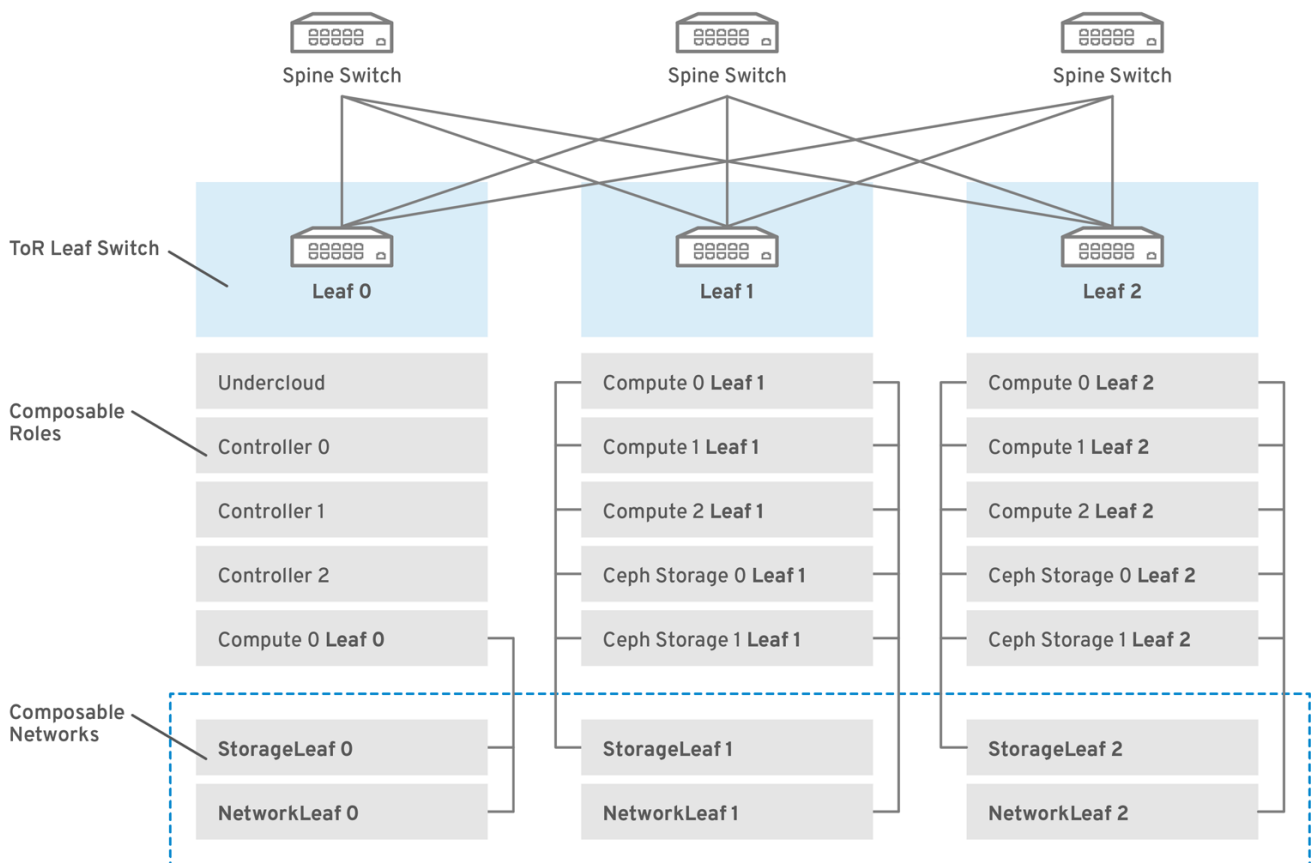 Spine Switch
Spine Switch
Spine Switch
ToR Leaf Switch
Leaf 0
Leaf 1
Leaf 2
Composable
Roles
Undercloud
Controller 0
Controller 1
Controller 2
Compute 0 Leaf 0
Compute 0 Leaf 1
Compute 1 Leaf 1
Compute 2 Leaf 1
Ceph Storage 0 Leaf 1
Ceph Storage 1 Leaf 1
Compute 0 Leaf 2
Compute 1 Leaf 2
Compute 2 Leaf 2
Ceph Storage 0 Leaf 2
Ceph Storage 1 Leaf 2
Composable
Networks
StorageLeaf 0
NetworkLeaf 0
StorageLeaf 1
NetworkLeaf 1
StorageLeaf 2
NetworkLeaf 2